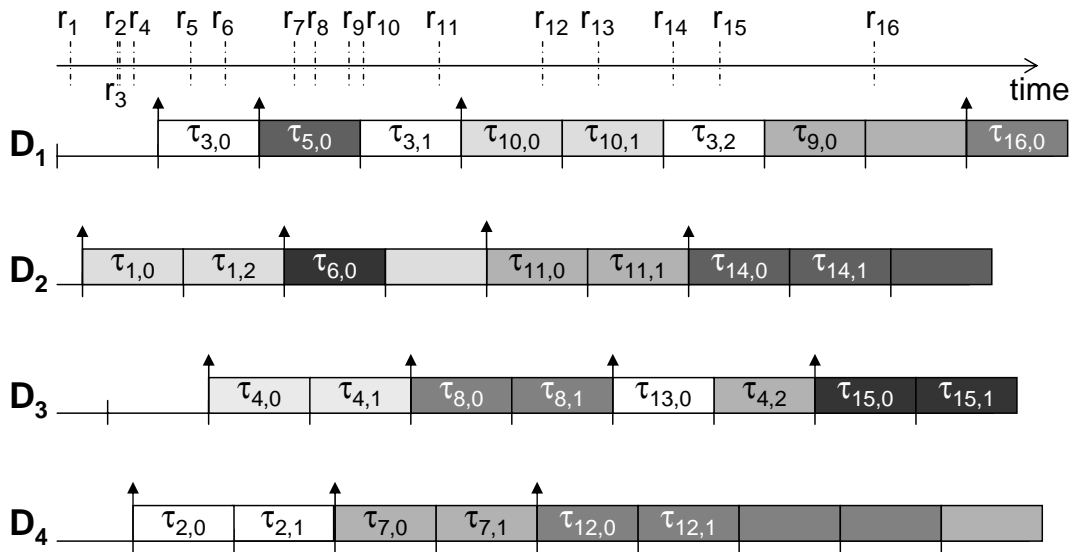 r1 r2 r4 r5 r6 r7 r8 r9 r10 r11 r12 r13 r14 r15 r16
r3 time
D1 τ3,0 τ5,0 τ3,1 τ10,0 τ10,1 τ3,2 τ9,0 τ16,0
D2 τ1,0 τ1,2 τ6,0 τ11,0 τ11,1 τ14,0 τ14,1
D3 τ4,0 τ4,1 τ8,0 τ8,1 τ13,0 τ4,2 τ15,0 τ15,1
D4 τ2,0 τ2,1 τ7,0 τ7,1 τ12,0 τ12,1